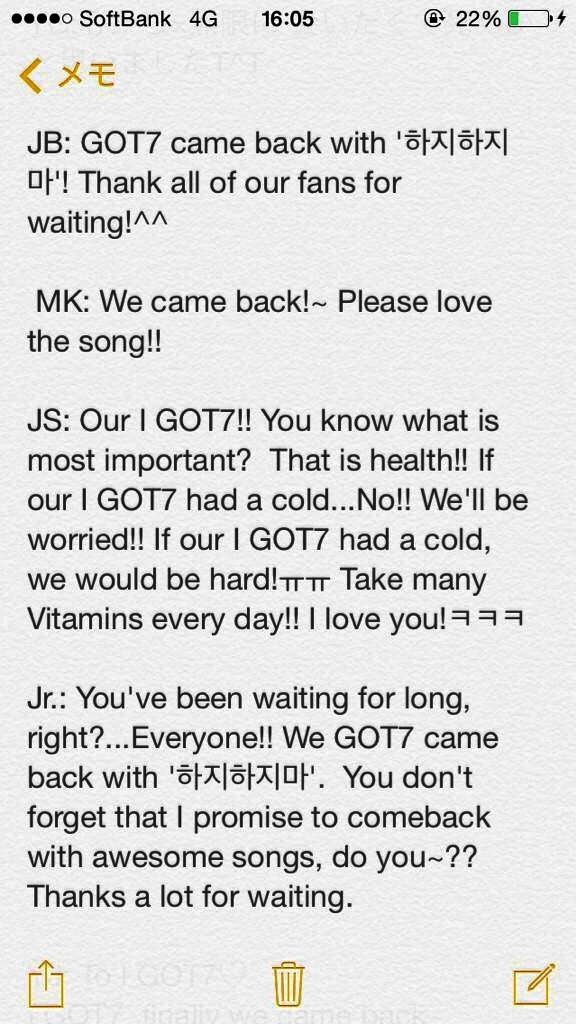 SoftBank 4G 16:05 22%
メモ
JB: GOT7 came back with '하지하지
마'! Thank all of our fans for
waiting!^^
MK: We came back!~ Please love
the song!!
JS: Our I GOT7!! You know what is
most important?  That is health!! If
our I GOT7 had a cold...No!! We'll be
worried!! If our I GOT7 had a cold,
we would be hard!ㅠㅠ Take many
Vitamins every day!! I love you!ㅋㅋㅋ
Jr.: You've been waiting for long,
right?...Everyone!! We GOT7 came
back with '하지하지마'.  You don't
forget that I promise to comeback
with awesome songs, do you~??
Thanks a lot for waiting.
To I GOT7
I GOT7, finally we came back